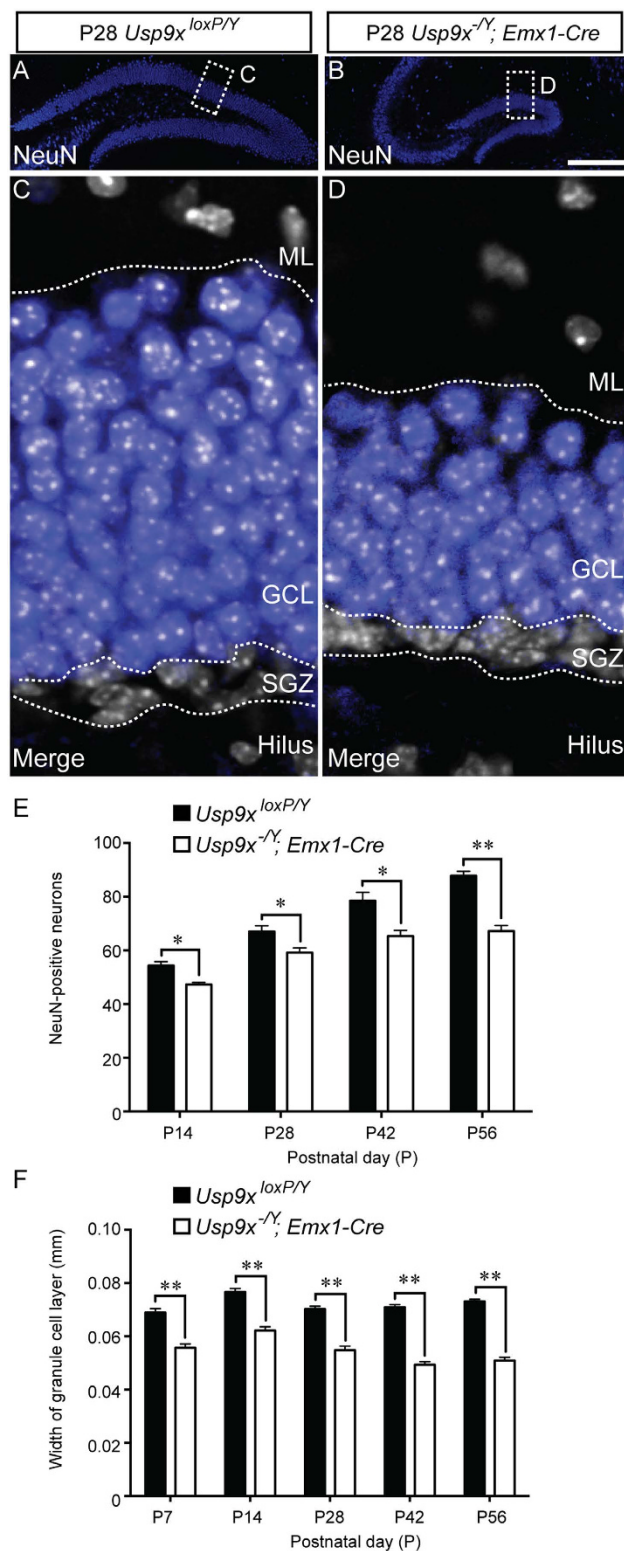 P28 Usp9x loxP/Y
P28 Usp9x -/Y; Emx1-Cre
A
C
NeuN
B
D
NeuN
C
ML
GCL
SGZ
Merge
Hilus
D
ML
GCL
SGZ
Merge
Hilus
E
Usp9x loxP/Y
Usp9x -/Y; Emx1-Cre
NeuN-positive neurons
100
80
60
40
20
0
*
*
*
**
P14
P28
P42
P56
Postnatal day (P)
F
Usp9x loxP/Y
Usp9x -/Y; Emx1-Cre
Width of granule cell layer (mm)
0.10
0.08
0.06
0.04
0.02
0
**
**
**
**
**
P7
P14
P28
P42
P56
Postnatal day (P)